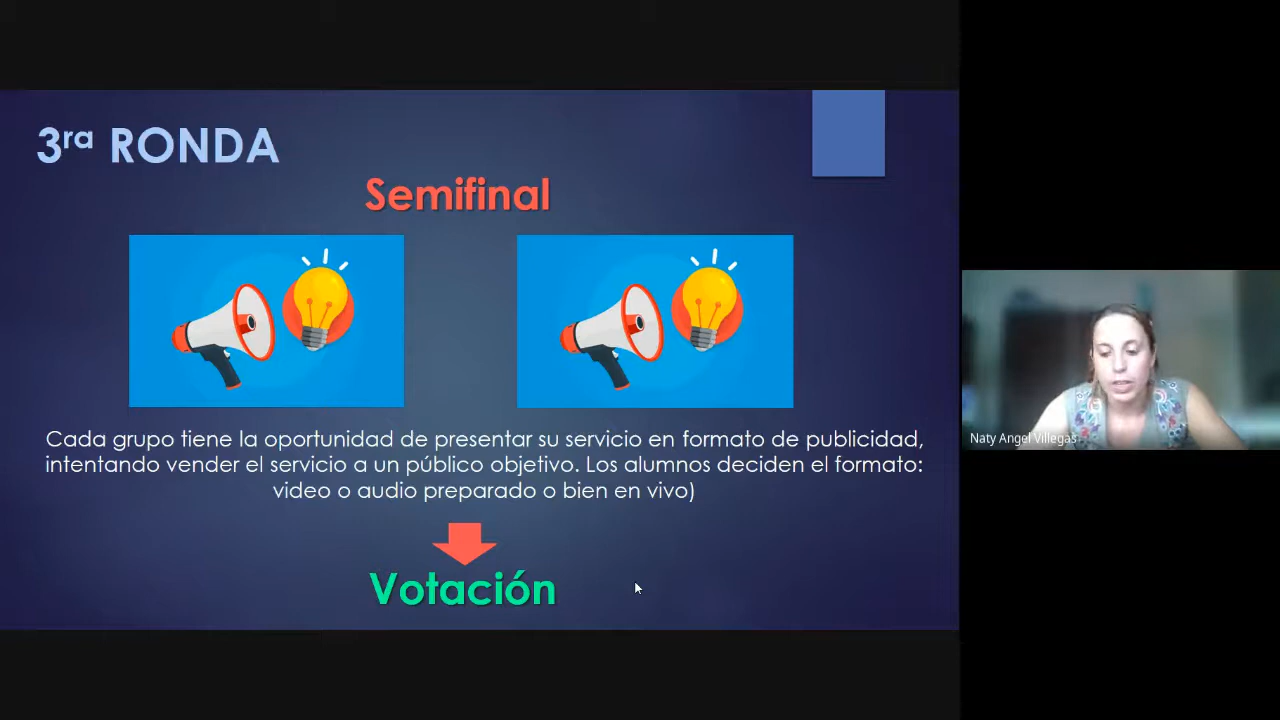 3ra RONDA
Semifinal
Cada grupo tiene la oportunidad de presentar su servicio en formato de publicidad,
intentando vender el servicio a un público objetivo. Los alumnos deciden el formato:
video o audio preparado o bien en vivo)
Votación
Naty Angel Villegas